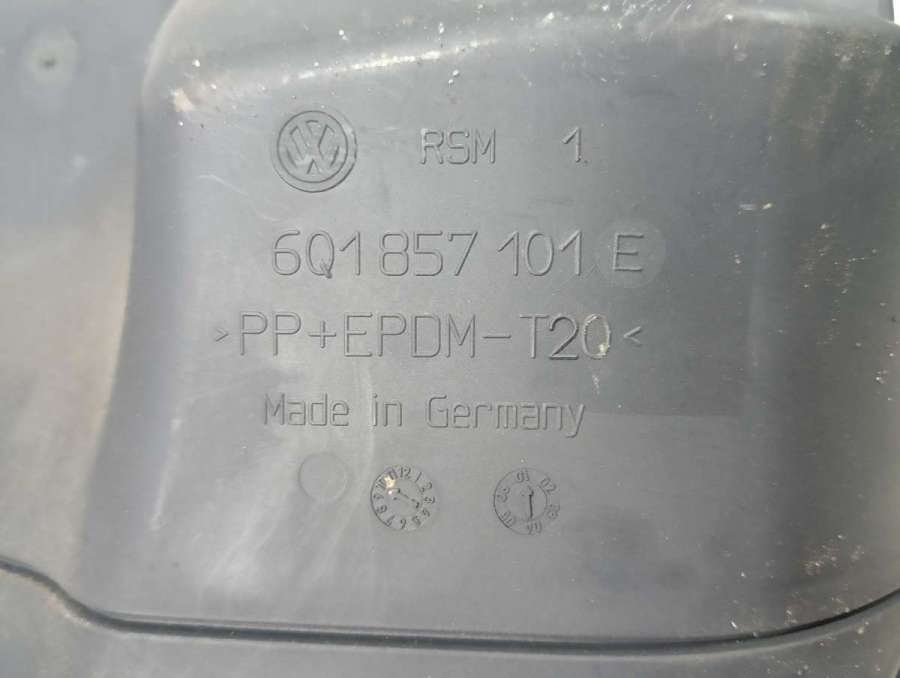 RSM 1
6Q1 857 101 E
>PP+EPDM-T20<
Made in Germany